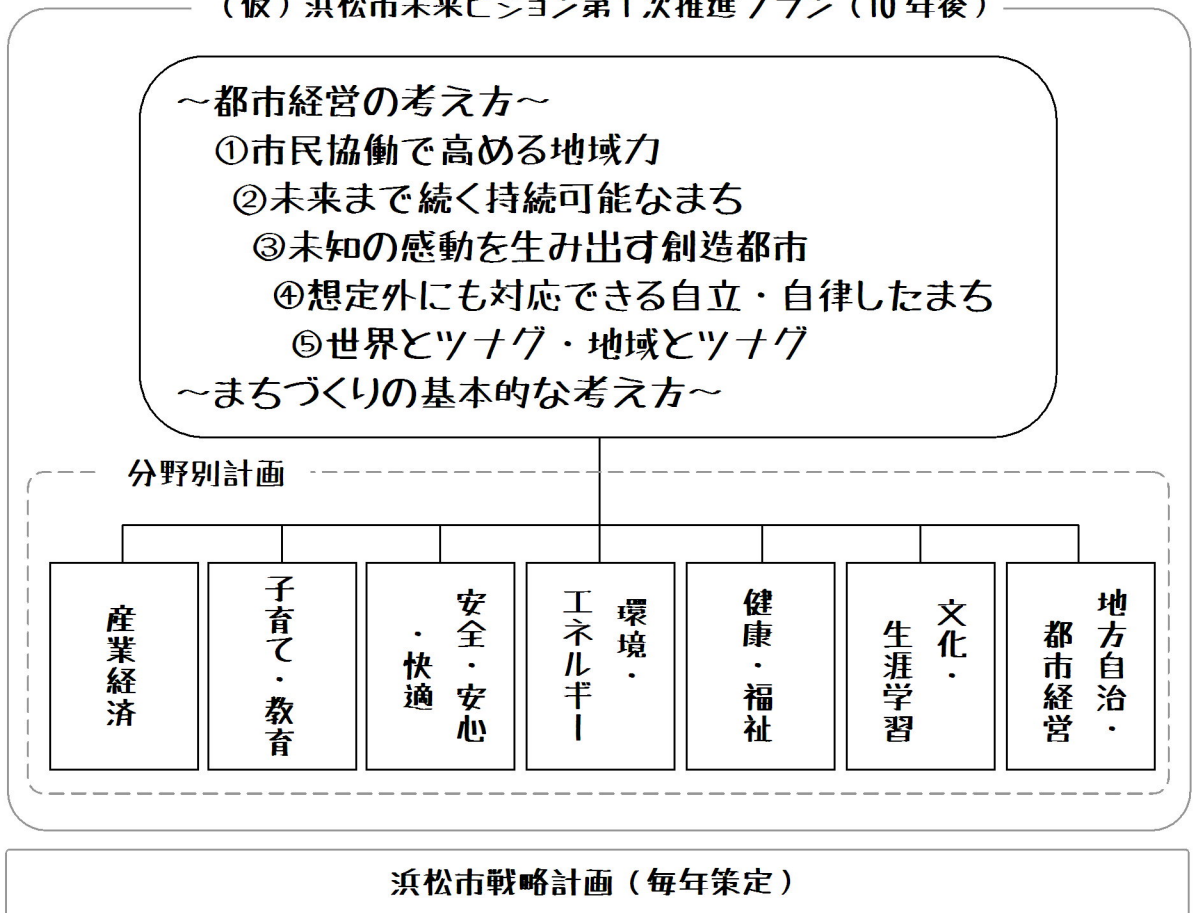 (仮)浜松市未来ビジョン第1次推進プラン(10年後)
~都市経営の考え方~
①市民協働で高める地域力
②未来まで続く持続可能なまち
③未知の感動を生み出す創造都市
④想定外にも対応できる自立・自律したまち
⑤世界とツナグ・地域とツナグ
~まちづくりの基本的な考え方~
分野別計画
産業経済
子育て・教育
安全・安心
・快適
環境・
エネルギー
健康・福祉
文化・
生涯学習
地方自治・
都市経営
浜松市戦略計画(毎年策定)